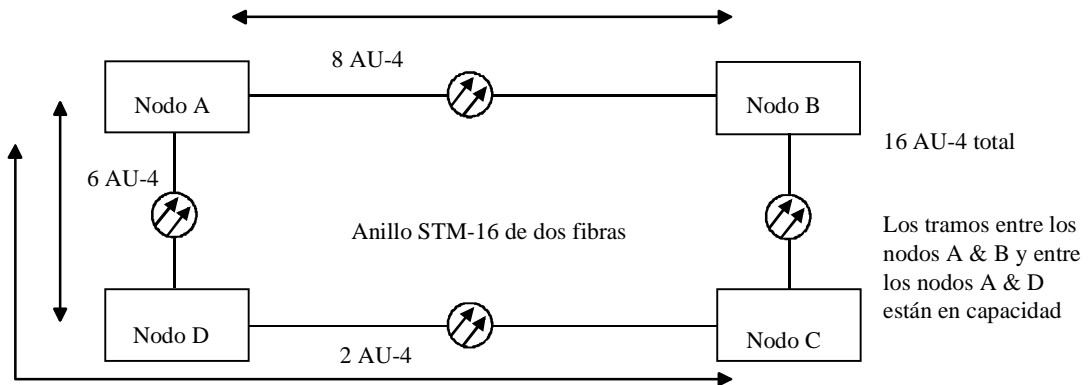 8 AU-4
Nodo A
Nodo B
16 AU-4 total
6 AU-4
Anillo STM-16 de dos fibras
Los tramos entre los
nodos A & B y entre
los nodos A & D
están en capacidad
Nodo D
Nodo C
2 AU-4